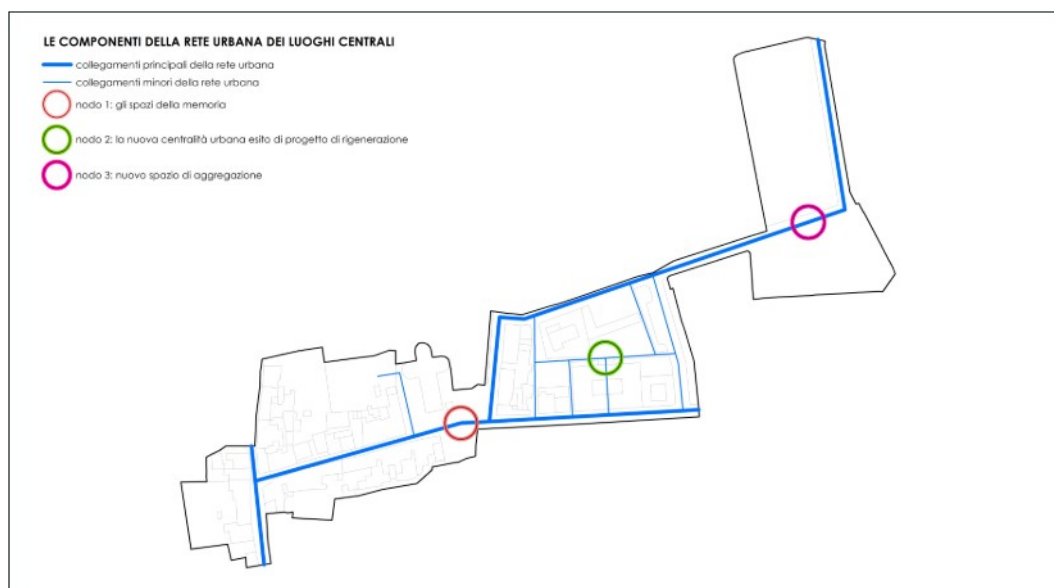 LE COMPONENTI DELLA RETE URBANA DEI LUOGHI CENTRALI
collegamenti principali della rete urbana
collegamenti minori della rete urbana
nodo 1: gli spazi della memoria
nodo 2: la nuova centralità urbana esito di progetto di rigenerazione
nodo 3: nuovo spazio di aggregazione